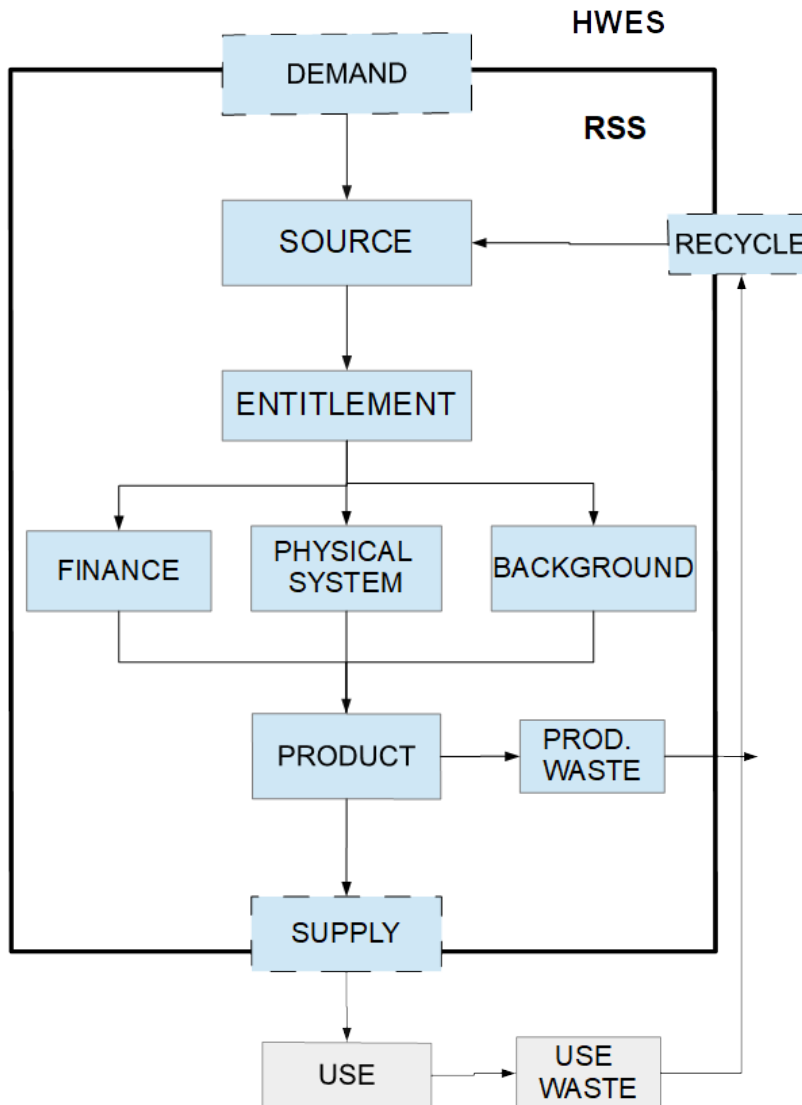 HWES
DEMAND
RSS
SOURCE
RECYCLE
ENTITLEMENT
FINANCE
PHYSICAL
SYSTEM
BACKGROUND
PRODUCT
PROD.
WASTE
SUPPLY
USE
USE
WASTE